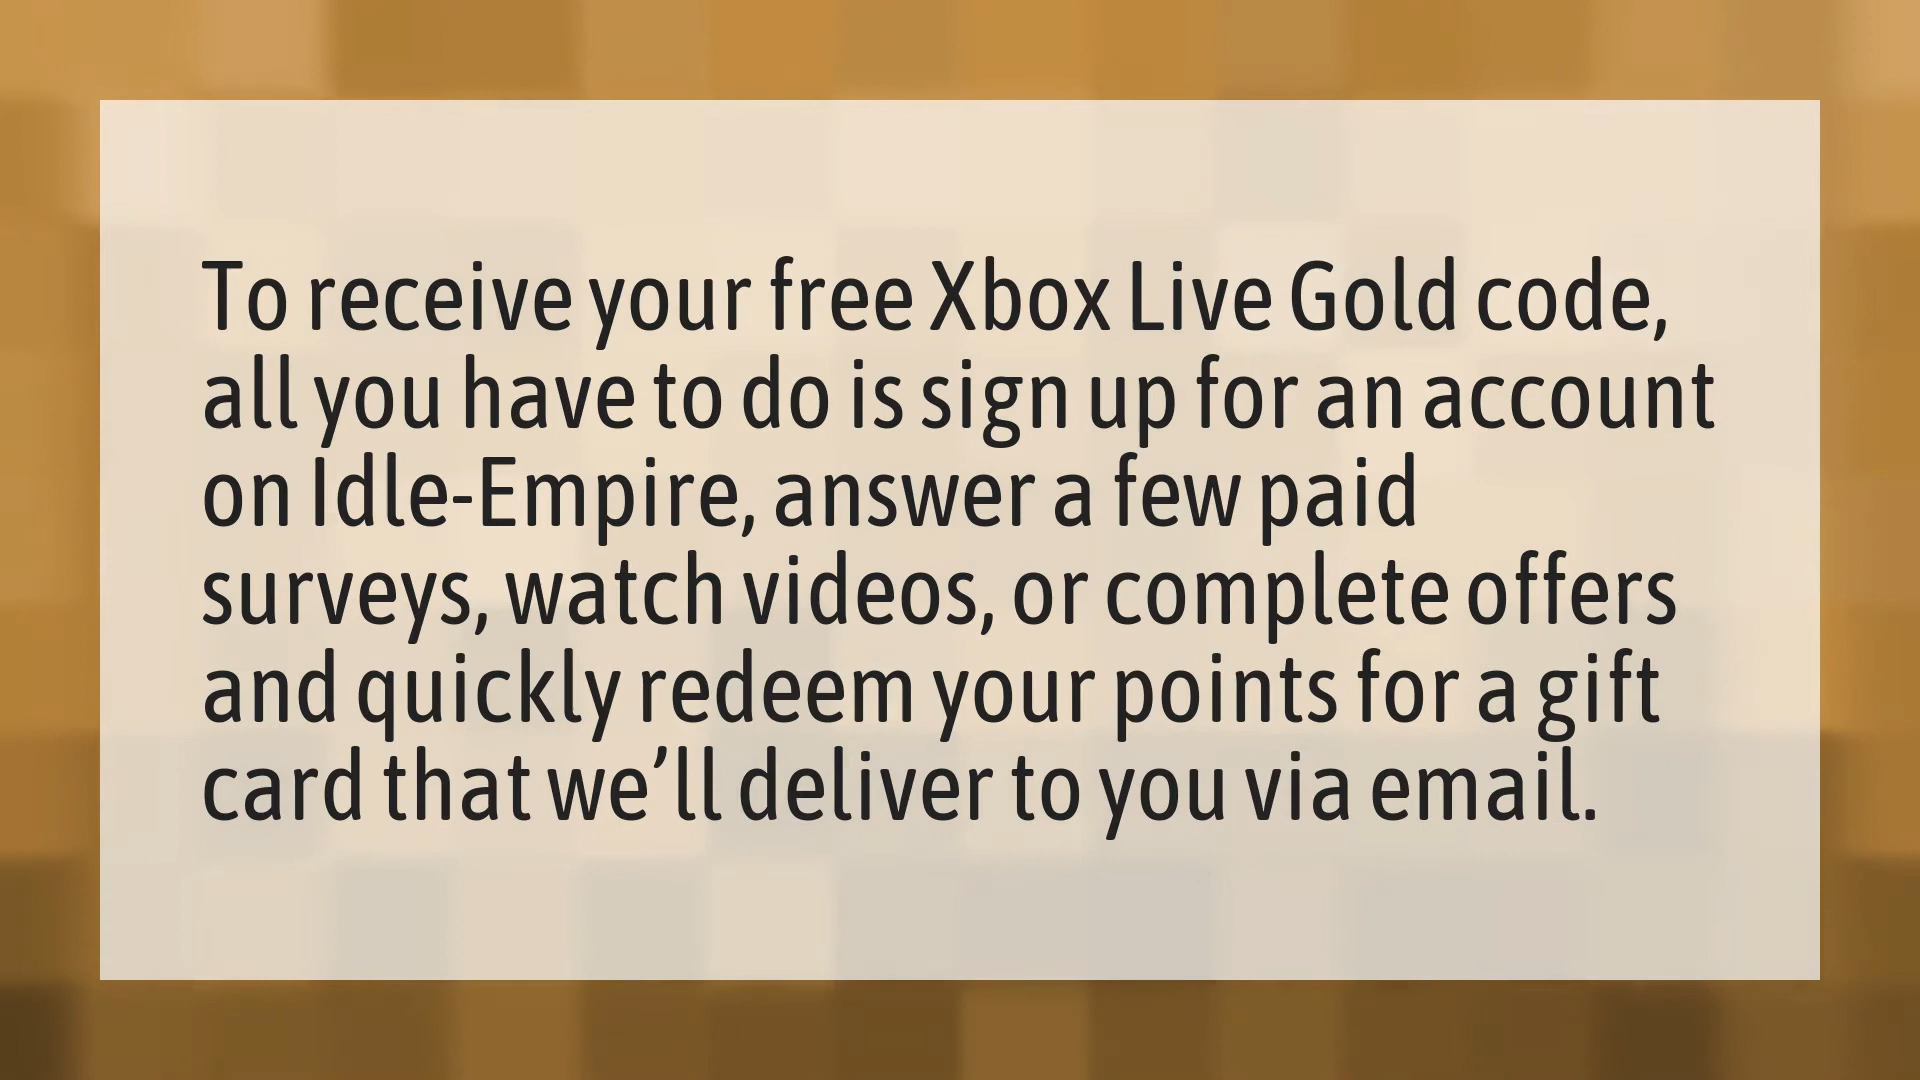 To receive your free Xbox Live Gold code,
all you have to do is sign up for an account
on Idle-Empire, answer a few paid
surveys, watch videos, or complete offers
and quickly redeem your points for a gift
card that we’ll deliver to you via email.